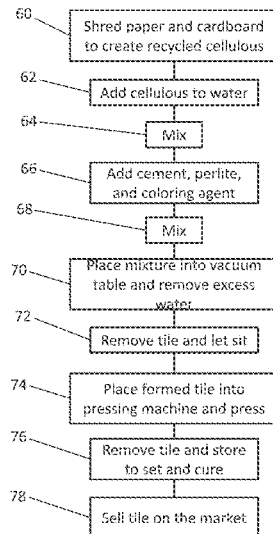 60
Shred paper and cardboard
to create recycled cellulous
62
Add cellulous to water
64
Mix
66
Add cement, perlite,
and coloring agent
68
Mix
70
Place mixture into vacuum
table and remove excess
water
72
Remove tile and let sit
74
Place formed tile into
pressing machine and press
76
Remove tile and store
to set and cure
78
Sell tile on the market